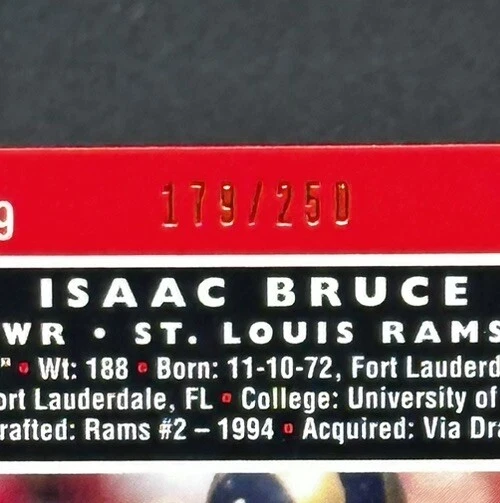 9 179/250
ISAAC BRUCE
WR • ST. LOUIS RAMS
" • Wt: 188 • Born: 11-10-72, Fort Lauderd
ort Lauderdale, FL • College: University of
rafted: Rams #2 – 1994 • Acquired: Via Dra